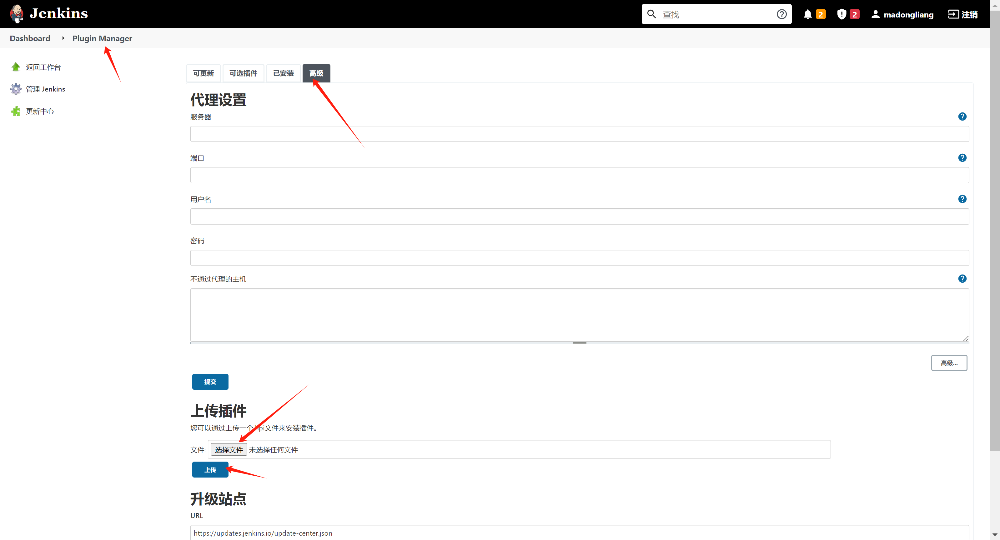 Jenkins
查找
2
2
madongliang
注销
Dashboard
Plugin Manager
返回工作台
管理 Jenkins
更新中心
可更新
可选插件
已安装
高级
代理设置
服务器
端口
用户名
密码
不通过代理的主机
高级...
提交
上传插件
您可以通过上传一个.hpi文件来安装插件。
文件: 选择文件 未选择任何文件
上传
升级站点
URL
https://updates.jenkins.io/update-center.json